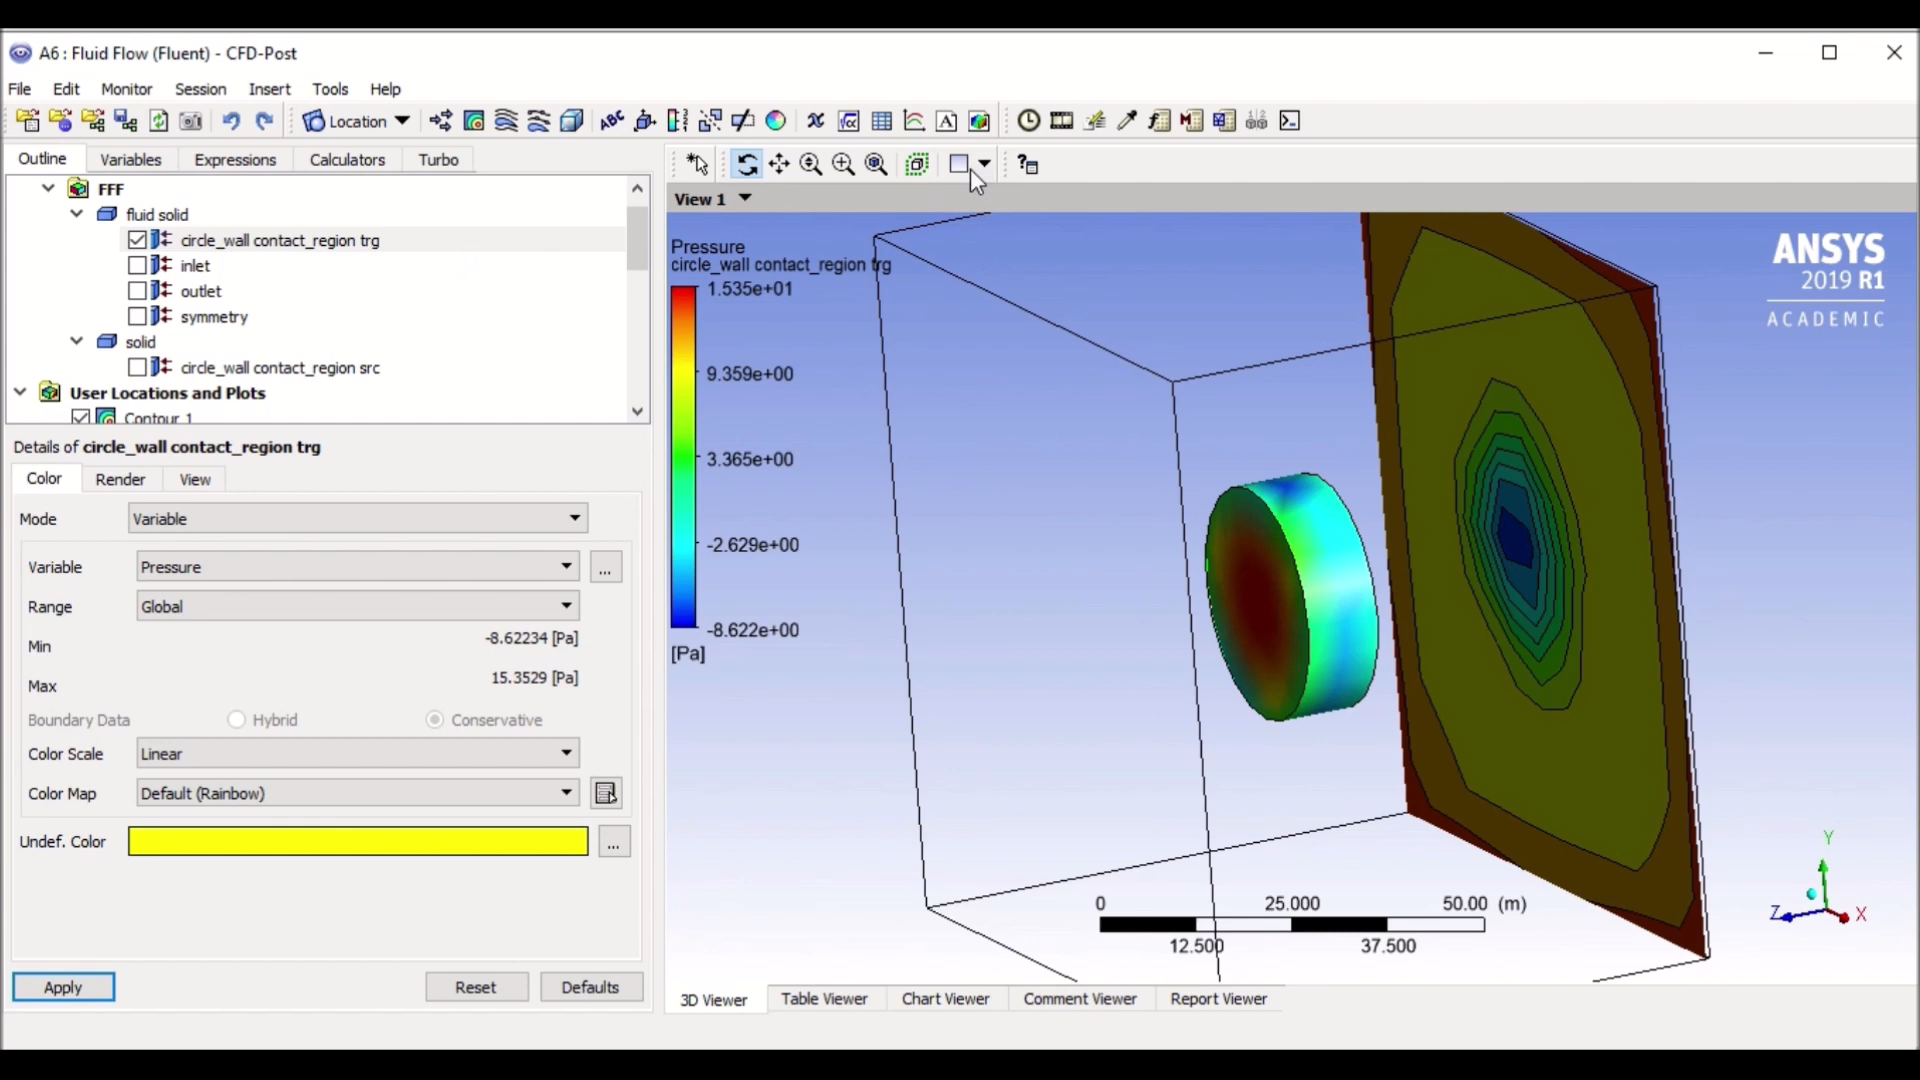 A6 : Fluid Flow (Fluent) - CFD-Post
File Edit Monitor Session Insert Tools Help
Location
Outline Variables Expressions Calculators Turbo
FFF
fluid solid
circle_wall contact_region trg
inlet
outlet
symmetry
solid
circle_wall contact_region src
User Locations and Plots
Contour 1
Details of circle_wall contact_region trg
Color Render View
Mode Variable
Variable Pressure ...
Range Global
Min -8.62234 [Pa]
Max 15.3529 [Pa]
Boundary Data Hybrid Conservative
Color Scale Linear
Color Map Default (Rainbow)
Undef. Color ...
Apply Reset Defaults
View 1
Pressure
circle_wall contact_region trg
1.535e+01
9.359e+00
3.365e+00
-2.629e+00
-8.622e+00
[Pa]
ANSYS
2019 R1
ACADEMIC
0 25.000 50.00 (m)
12.500 37.500
Y
Z X
3D Viewer Table Viewer Chart Viewer Comment Viewer Report Viewer